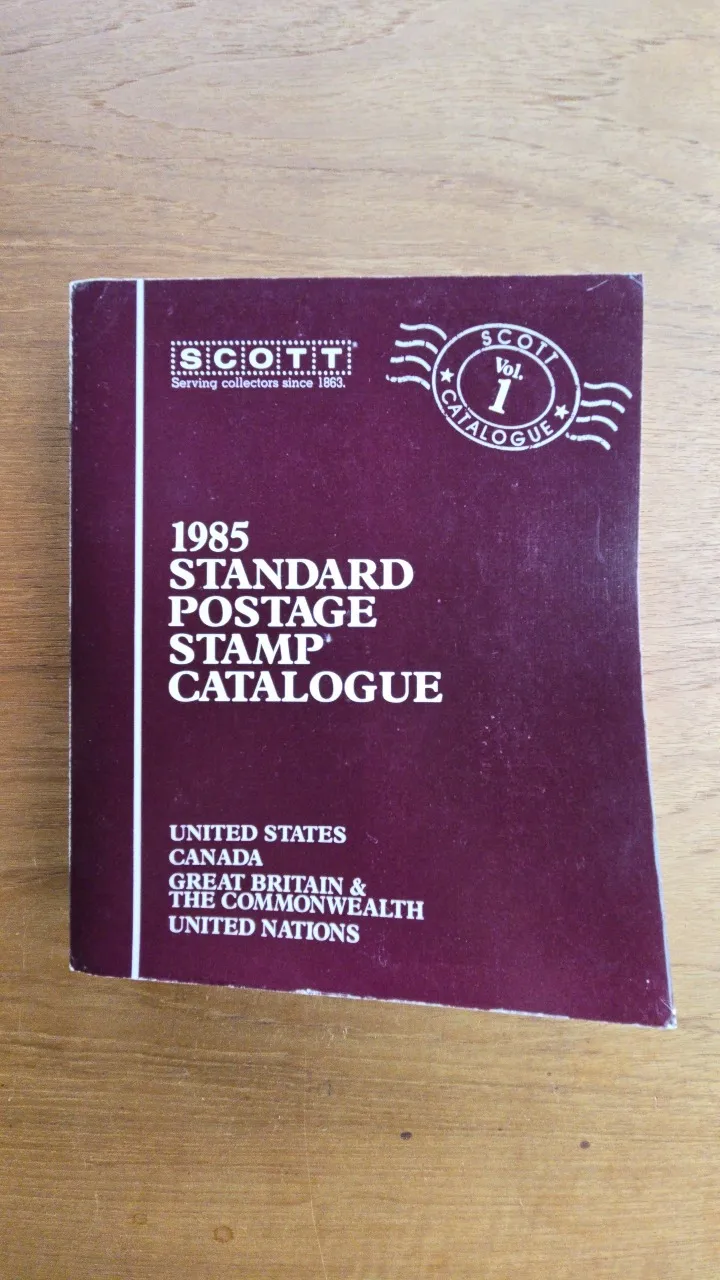 SCOTT®
Serving collectors since 1863.
SCOTT
Vol.
1
CATALOGUE
1985
STANDARD
POSTAGE
STAMP
CATALOGUE
UNITED STATES
CANADA
GREAT BRITAIN &
THE COMMONWEALTH
UNITED NATIONS